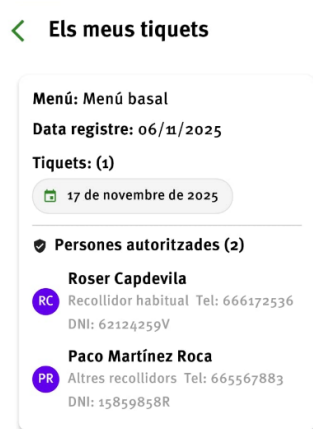 Els meus tiquets
Menú: Menú basal
Data registre: 06/11/2025
Tiquets: (1)
17 de novembre de 2025
Persones autoritzades (2)
Roser Capdevila
RC
Recollidor habitual Tel: 666172536
DNI: 62124259V
Paco Martínez Roca
PR
Altres recollidors Tel: 665567883
DNI: 15859858R